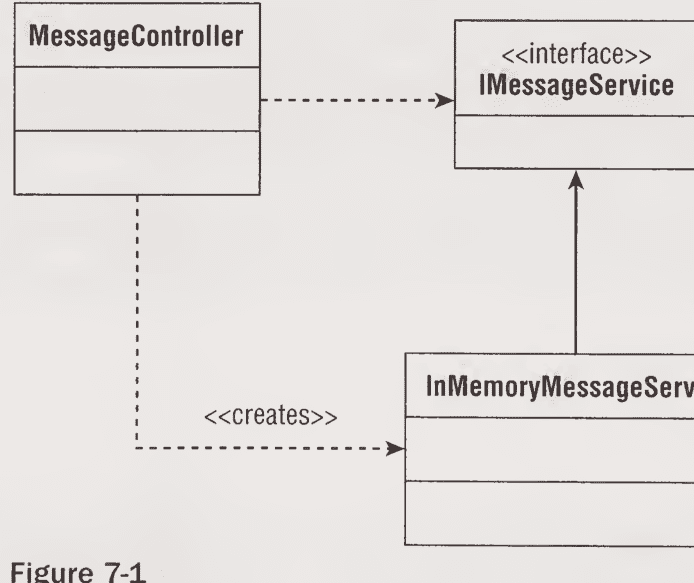 MessageController
<<interface>>
IMessageService
InMemoryMessageServ
<<creates>>
Figure 7-1